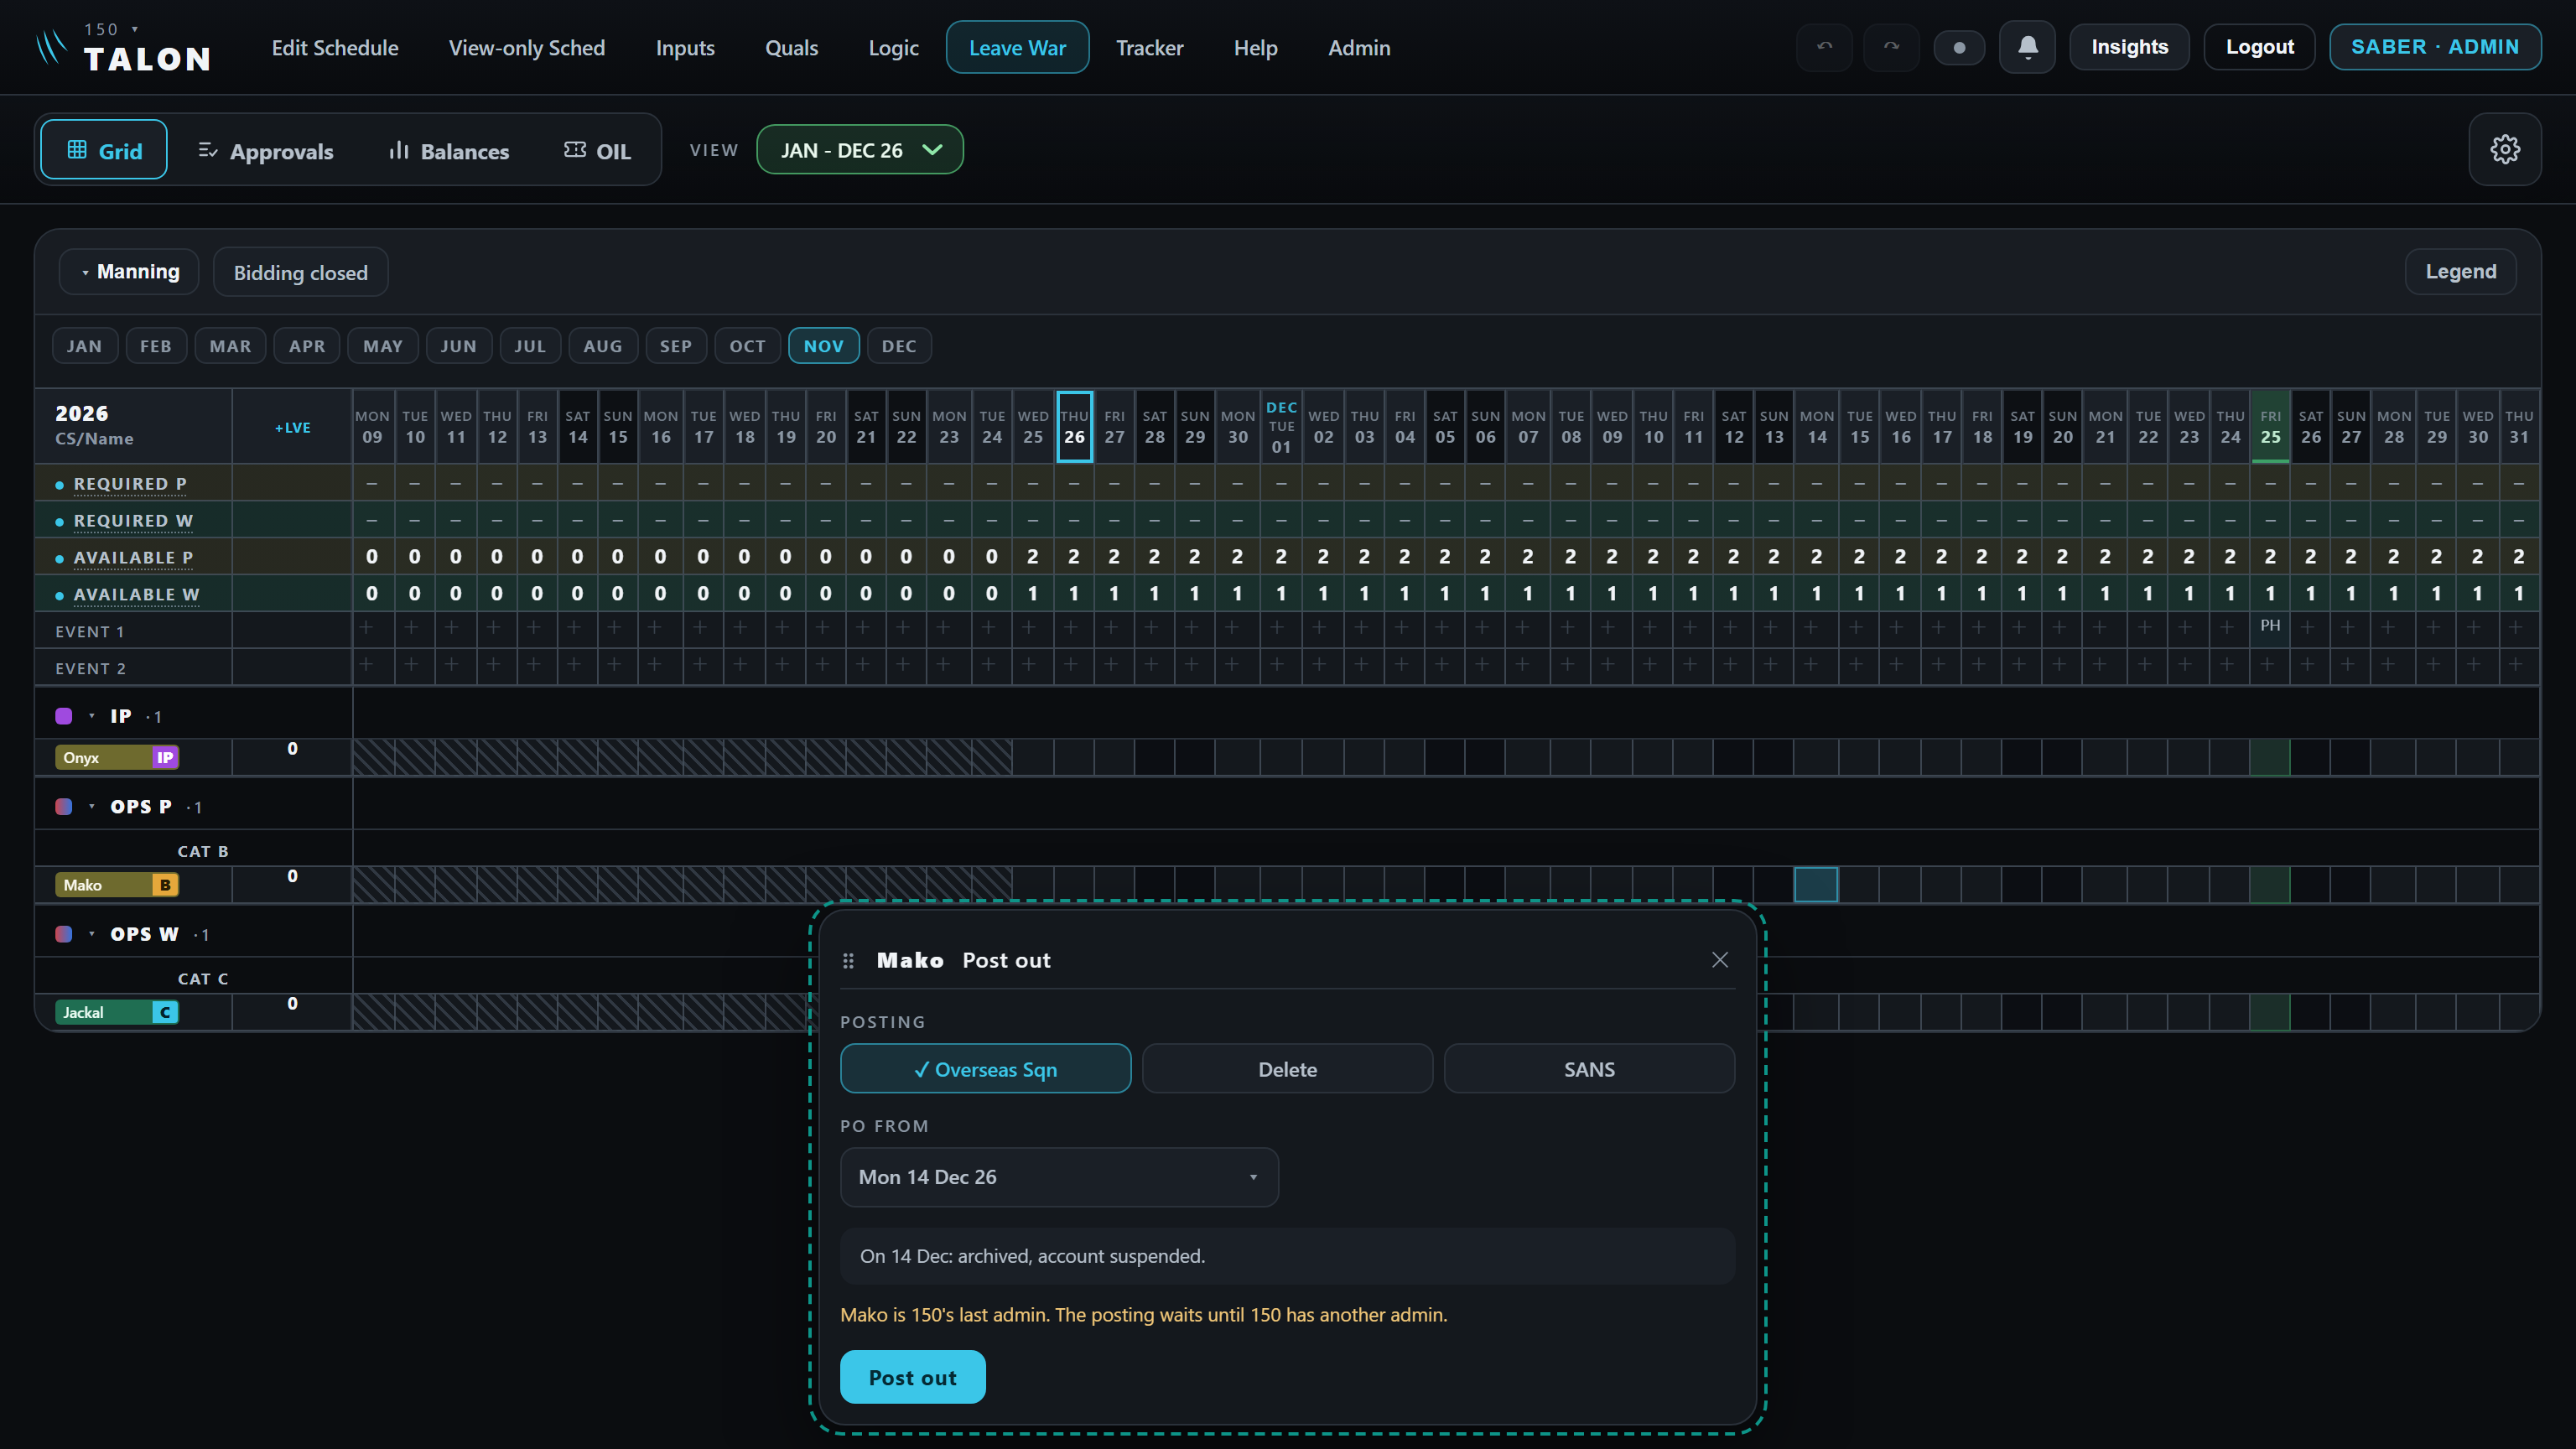 150 ▾
TALON
Edit Schedule View-only Sched Inputs Quals Logic Leave War Tracker Help Admin
Insights Logout SABER · ADMIN
Grid Approvals Balances OIL VIEW JAN - DEC 26
▾ Manning Bidding closed Legend
JAN FEB MAR APR MAY JUN JUL AUG SEP OCT NOV DEC
2026
CS/Name
+LVE
MON 09 TUE 10 WED 11 THU 12 FRI 13 SAT 14 SUN 15 MON 16 TUE 17 WED 18 THU 19 FRI 20 SAT 21 SUN 22 MON 23 TUE 24 WED 25 THU 26 FRI 27 SAT 28 SUN 29 MON 30 DEC TUE 01 WED 02 THU 03 FRI 04 SAT 05 SUN 06 MON 07 TUE 08 WED 09 THU 10 FRI 11 SAT 12 SUN 13 MON 14 TUE 15 WED 16 THU 17 FRI 18 SAT 19 SUN 20 MON 21 TUE 22 WED 23 THU 24 FRI 25 SAT 26 SUN 27 MON 28 TUE 29 WED 30 THU 31
REQUIRED P – – – – – – – – – – – – – – – – – – – – – – – – – – – – – – – – – – – – – – – – – – – – – – – – – – – – –
REQUIRED W – – – – – – – – – – – – – – – – – – – – – – – – – – – – – – – – – – – – – – – – – – – – – – – – – – – – –
AVAILABLE P 0 0 0 0 0 0 0 0 0 0 0 0 0 0 0 0 2 2 2 2 2 2 2 2 2 2 2 2 2 2 2 2 2 2 2 2 2 2 2 2 2 2 2 2 2 2 2 2 2 2 2 2 2
AVAILABLE W 0 0 0 0 0 0 0 0 0 0 0 0 0 0 0 0 1 1 1 1 1 1 1 1 1 1 1 1 1 1 1 1 1 1 1 1 1 1 1 1 1 1 1 1 1 1 1 1 1 1 1 1 1
EVENT 1 + + + + + + + + + + + + + + + + + + + + + + + + + + + + + + + + + + + + + + + + + + + + + + PH + + + + + +
EVENT 2 + + + + + + + + + + + + + + + + + + + + + + + + + + + + + + + + + + + + + + + + + + + + + + + + + + + + +
▾ IP · 1
Onyx IP 0
▾ OPS P · 1
CAT B
Mako B 0
▾ OPS W · 1
CAT C
Jackal C 0
Mako Post out
POSTING
✓ Overseas Sqn Delete SANS
PO FROM
Mon 14 Dec 26 ▾
On 14 Dec: archived, account suspended.
Mako is 150's last admin. The posting waits until 150 has another admin.
Post out